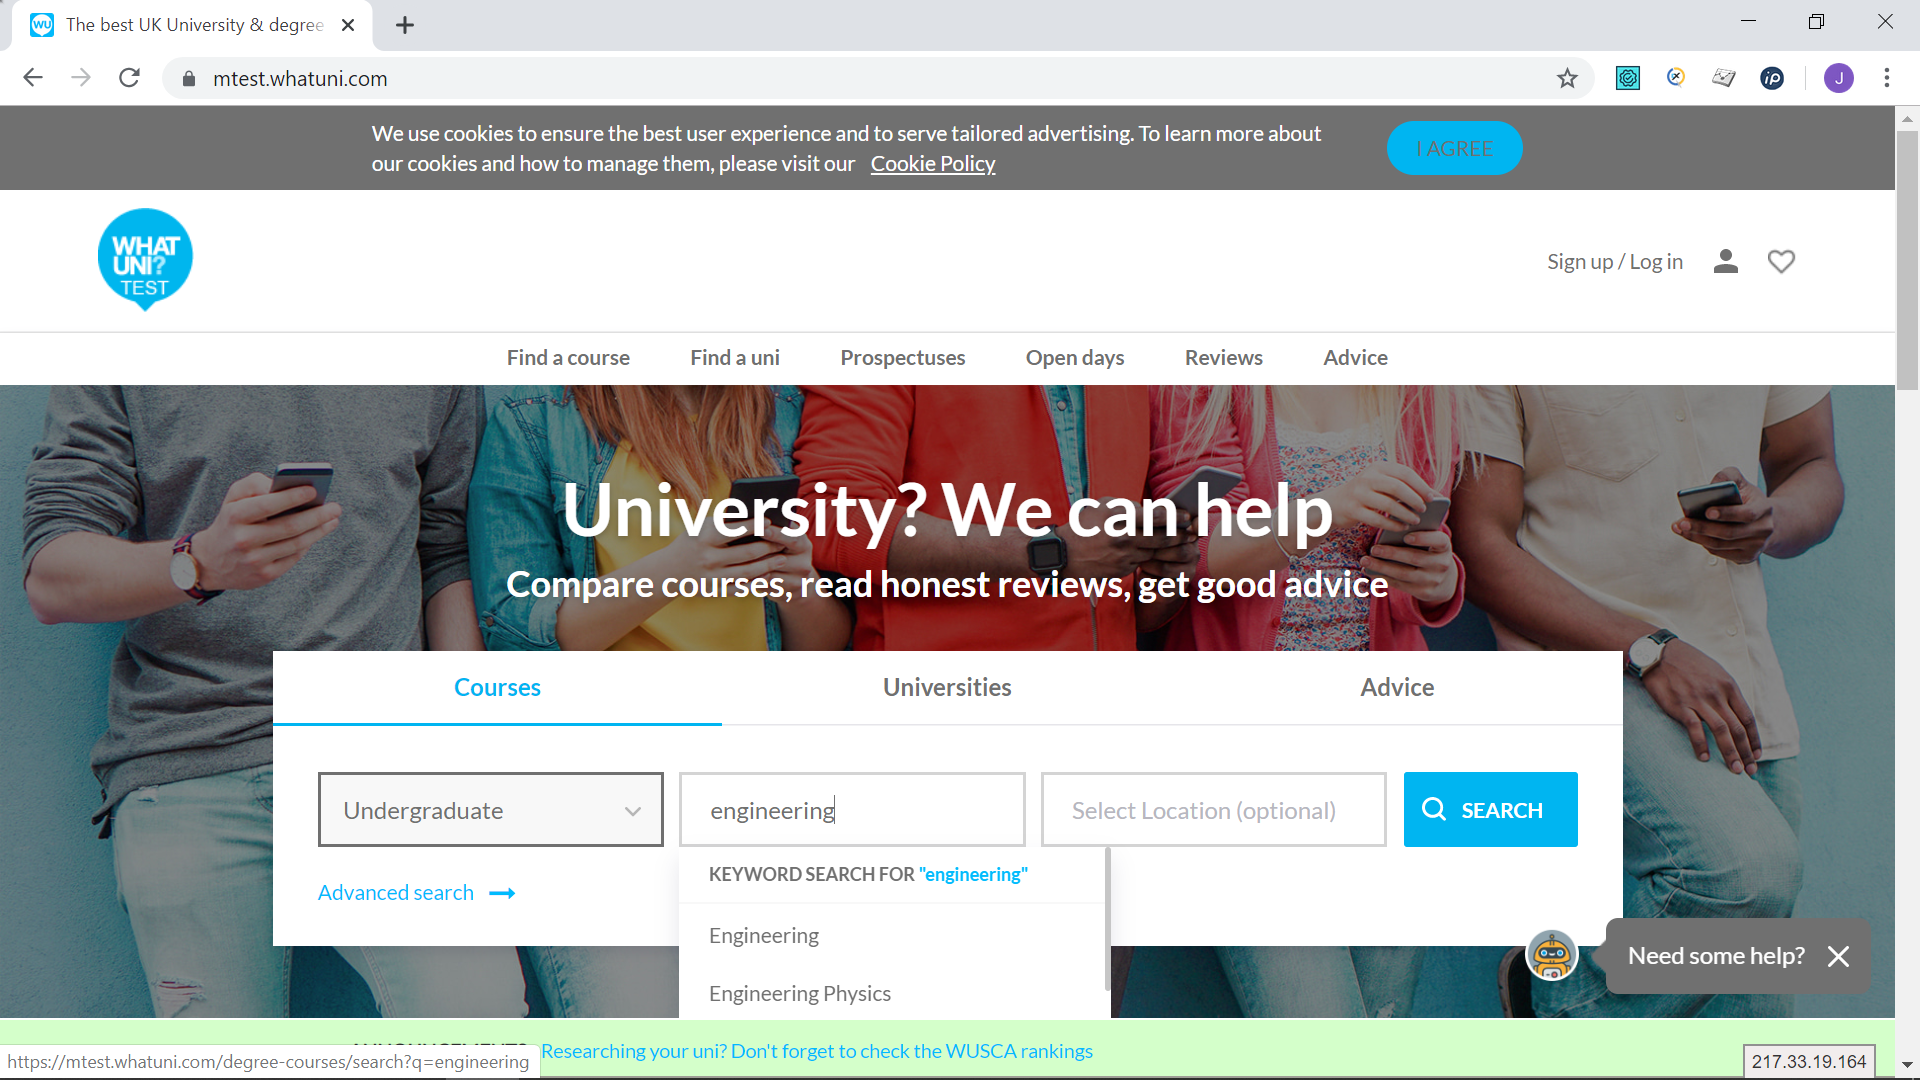 The best UK University & degree
mtest.whatuni.com
J
We use cookies to ensure the best user experience and to serve tailored advertising. To learn more about
our cookies and how to manage them, please visit our Cookie Policy
I AGREE
WHAT
UNI?
TEST
Sign up / Log in
Find a course
Find a uni
Prospectuses
Open days
Reviews
Advice
University? We can help
Compare courses, read honest reviews, get good advice
Courses
Universities
Advice
Undergraduate
engineering
Select Location (optional)
SEARCH
KEYWORD SEARCH FOR "engineering"
Advanced search
Engineering
Need some help?
Engineering Physics
Researching your uni? Don't forget to check the WUSCA rankings
https://mtest.whatuni.com/degree-courses/search?q=engineering
217.33.19.164